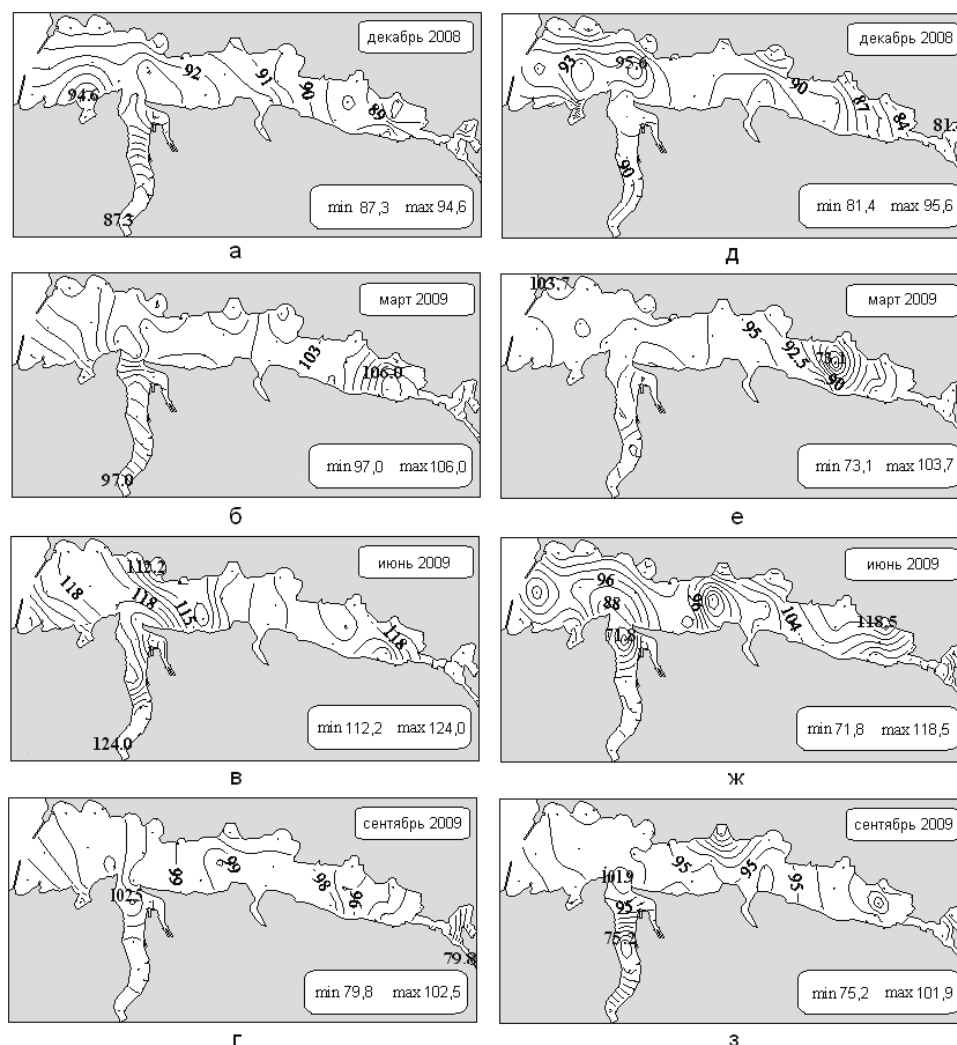 декабрь 2008
94.6
92
91
90
89
87.3
min 87,3 max 94,6
а
декабрь 2008
93
95.6
90
87
84
81.
90
min 81,4 max 95,6
д
март 2009
103
106.0
97.0
min 97,0 max 106,0
б
март 2009
103.7
95
92.5
73.1
90
min 73,1 max 103,7
е
июнь 2009
112.2
118
118
115
118
124.0
min 112,2 max 124,0
в
июнь 2009
96
88
96
104
118.5
71.8
min 71,8 max 118,5
ж
сентябрь 2009
99
99
98
96
102.5
79.8
min 79,8 max 102,5
г
сентябрь 2009
101.9
95
95
95
95
75.2
min 75,2 max 101,9
з